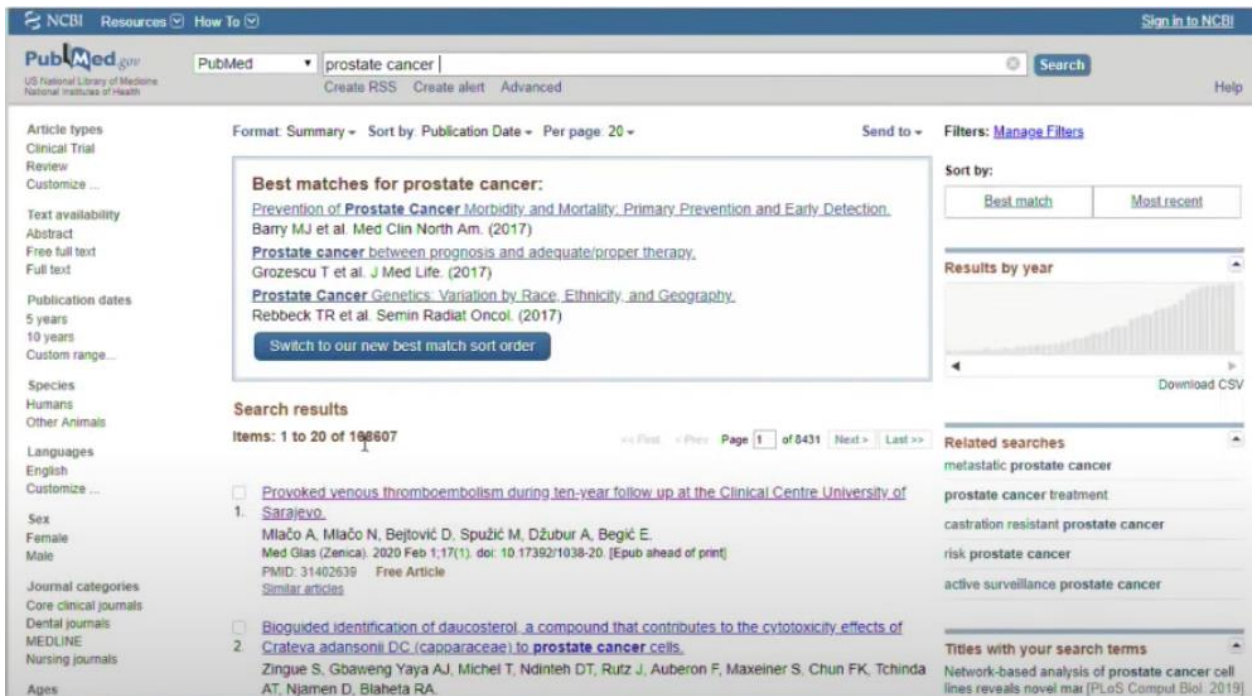 NCBI Resources How To Sign in to NCBI
PubMed.gov
US National Library of Medicine
National Institutes of Health
PubMed prostate cancer Search
Create RSS Create alert Advanced Help
Article types
Clinical Trial
Review
Customize ...
Text availability
Abstract
Free full text
Full text
Publication dates
5 years
10 years
Custom range...
Species
Humans
Other Animals
Languages
English
Customize ...
Sex
Female
Male
Journal categories
Core clinical journals
Dental journals
MEDLINE
Nursing journals
Ages
Format: Summary Sort by: Publication Date Per page: 20 Send to
Best matches for prostate cancer:
Prevention of Prostate Cancer Morbidity and Mortality: Primary Prevention and Early Detection.
Barry MJ et al. Med Clin North Am. (2017)
Prostate cancer between prognosis and adequate/proper therapy.
Grozescu T et al. J Med Life. (2017)
Prostate Cancer Genetics: Variation by Race, Ethnicity, and Geography.
Rebbeck TR et al. Semin Radiat Oncol. (2017)
Switch to our new best match sort order
Search results
Items: 1 to 20 of 168607 << First < Prev Page 1 of 8431 Next > Last >>
Provoked venous thromboembolism during ten-year follow up at the Clinical Centre University of
1. Sarajevo.
Mlačo A, Mlačo N, Bejtović D, Spužić M, Džubur A, Begić E.
Med Glas (Zenica). 2020 Feb 1;17(1). doi: 10.17392/1038-20. [Epub ahead of print]
PMID: 31402639 Free Article
Similar articles
Bioguided identification of daucosterol, a compound that contributes to the cytotoxicity effects of
2. Crateva adansonii DC (capparaceae) to prostate cancer cells.
Zingue S, Gbaweng Yaya AJ, Michel T, Ndinteh DT, Rutz J, Auberon F, Maxeiner S, Chun FK, Tchinda
AT, Njamen D, Blaheta RA.
Filters: Manage Filters
Sort by:
Best match Most recent
Results by year
Download CSV
Related searches
metastatic prostate cancer
prostate cancer treatment
castration resistant prostate cancer
risk prostate cancer
active surveillance prostate cancer
Titles with your search terms
Network-based analysis of prostate cancer cell
lines reveals novel mar [PLoS Comput Biol. 2019]